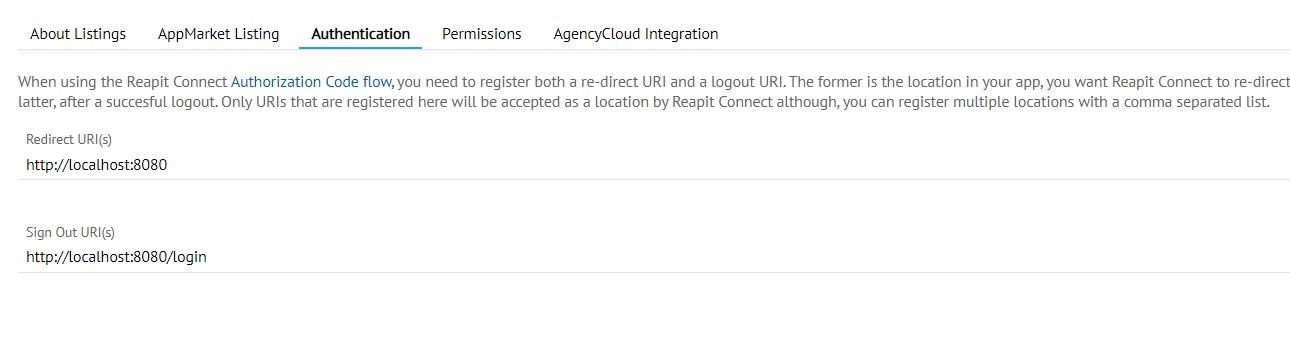 About Listings AppMarket Listing Authentication Permissions AgencyCloud Integration
When using the Reapit Connect Authorization Code flow, you need to register both a re-direct URI and a logout URI. The former is the location in your app, you want Reapit Connect to re-direct
latter, after a succesful logout. Only URIs that are registered here will be accepted as a location by Reapit Connect although, you can register multiple locations with a comma separated list.
Redirect URI(s)
http://localhost:8080
Sign Out URI(s)
http://localhost:8080/login